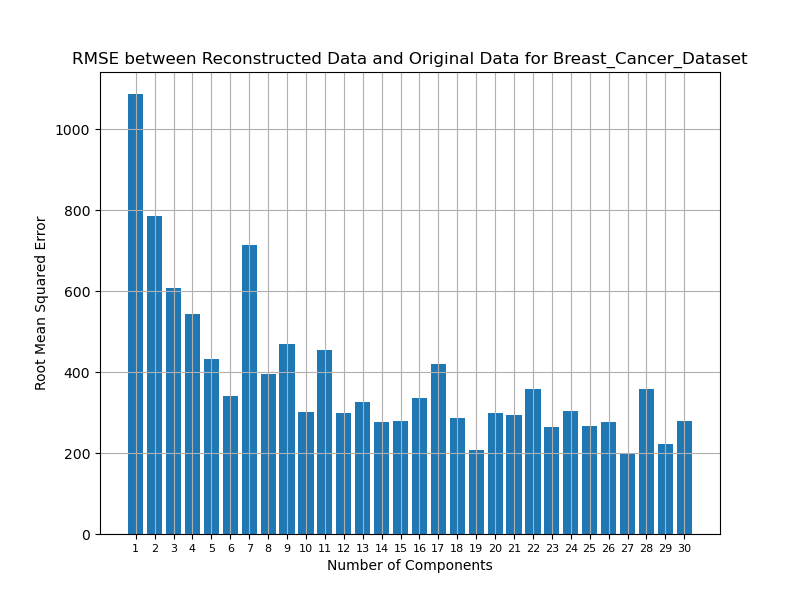 RMSE between Reconstructed Data and Original Data for Breast_Cancer_Dataset
Root Mean Squared Error
1000
800
600
400
200
0
1 2 3 4 5 6 7 8 9 10 11 12 13 14 15 16 17 18 19 20 21 22 23 24 25 26 27 28 29 30
Number of Components